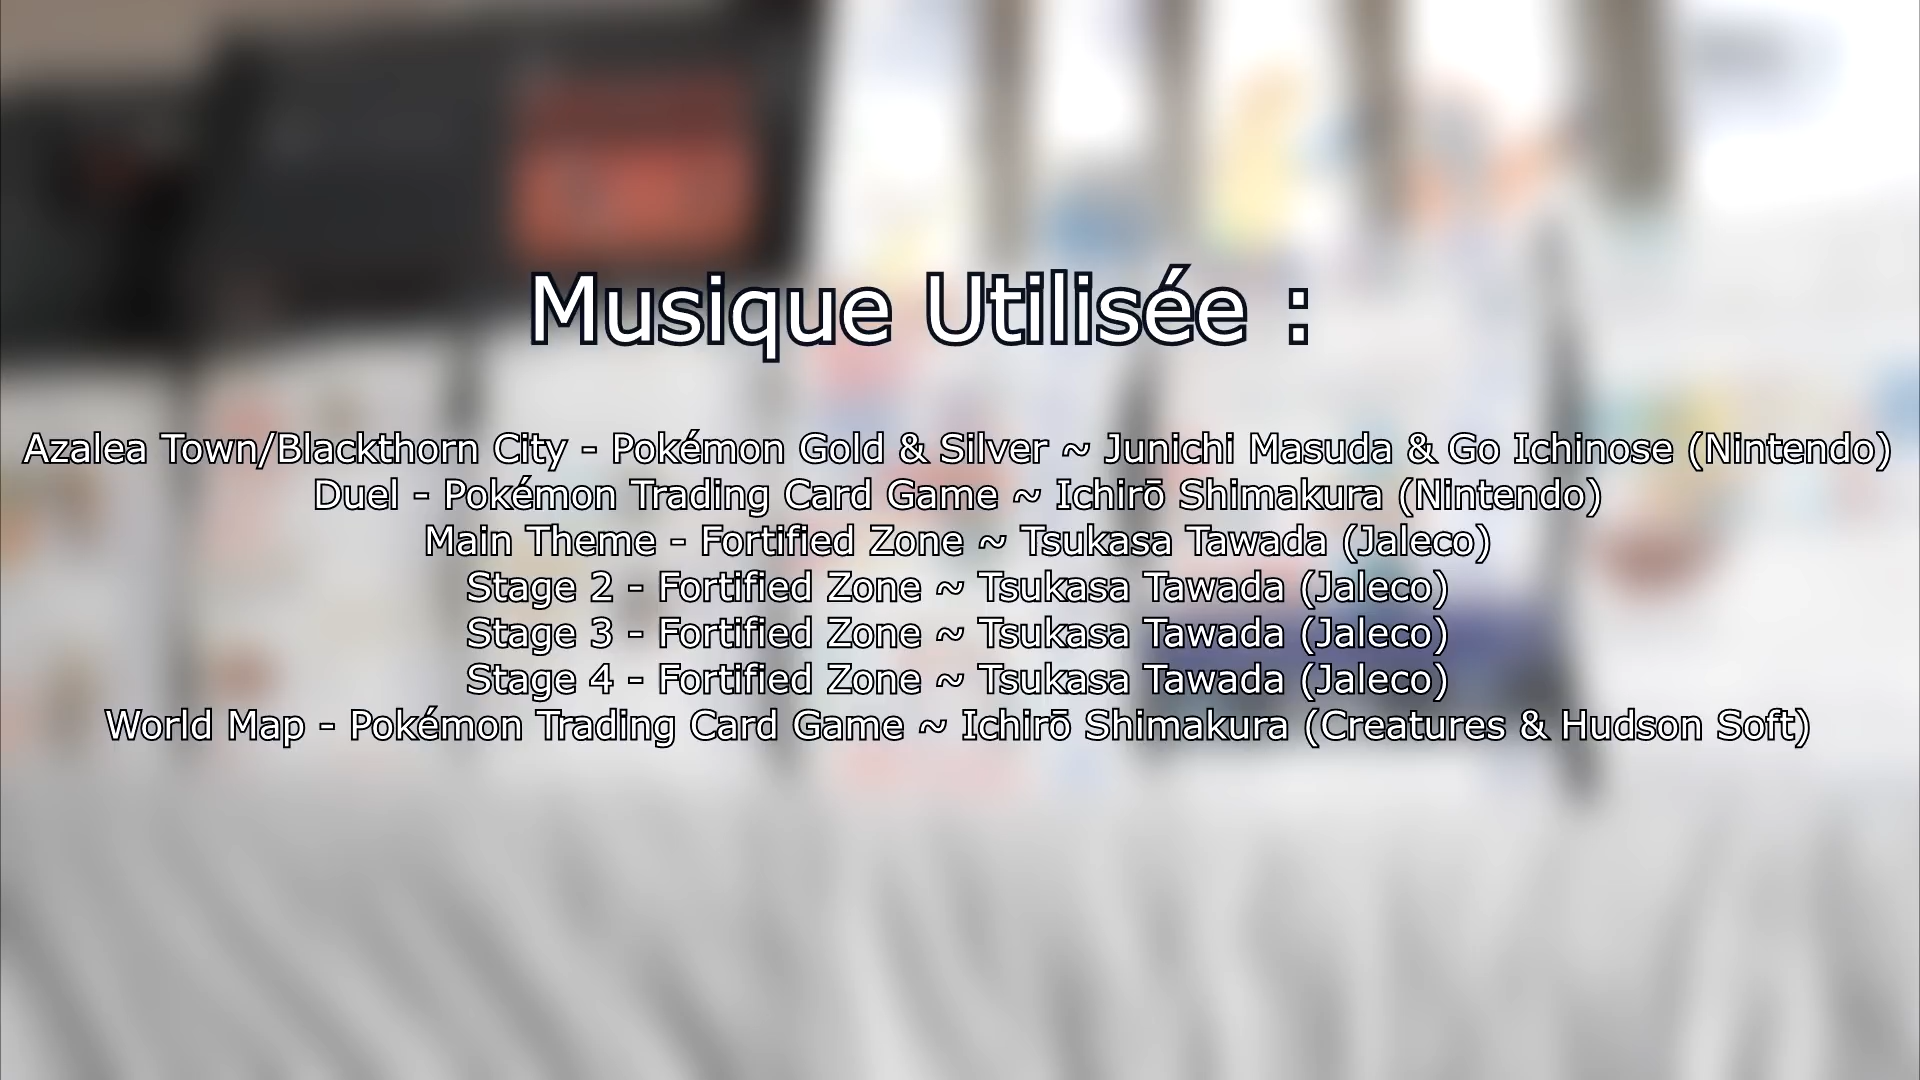 Musique Utilisée :
Azalea Town/Blackthorn City - Pokémon Gold & Silver ~ Junichi Masuda & Go Ichinose (Nintendo)
Duel - Pokémon Trading Card Game ~ Ichirō Shimakura (Nintendo)
Main Theme - Fortified Zone ~ Tsukasa Tawada (Jaleco)
Stage 2 - Fortified Zone ~ Tsukasa Tawada (Jaleco)
Stage 3 - Fortified Zone ~ Tsukasa Tawada (Jaleco)
Stage 4 - Fortified Zone ~ Tsukasa Tawada (Jaleco)
World Map - Pokémon Trading Card Game ~ Ichirō Shimakura (Creatures & Hudson Soft)